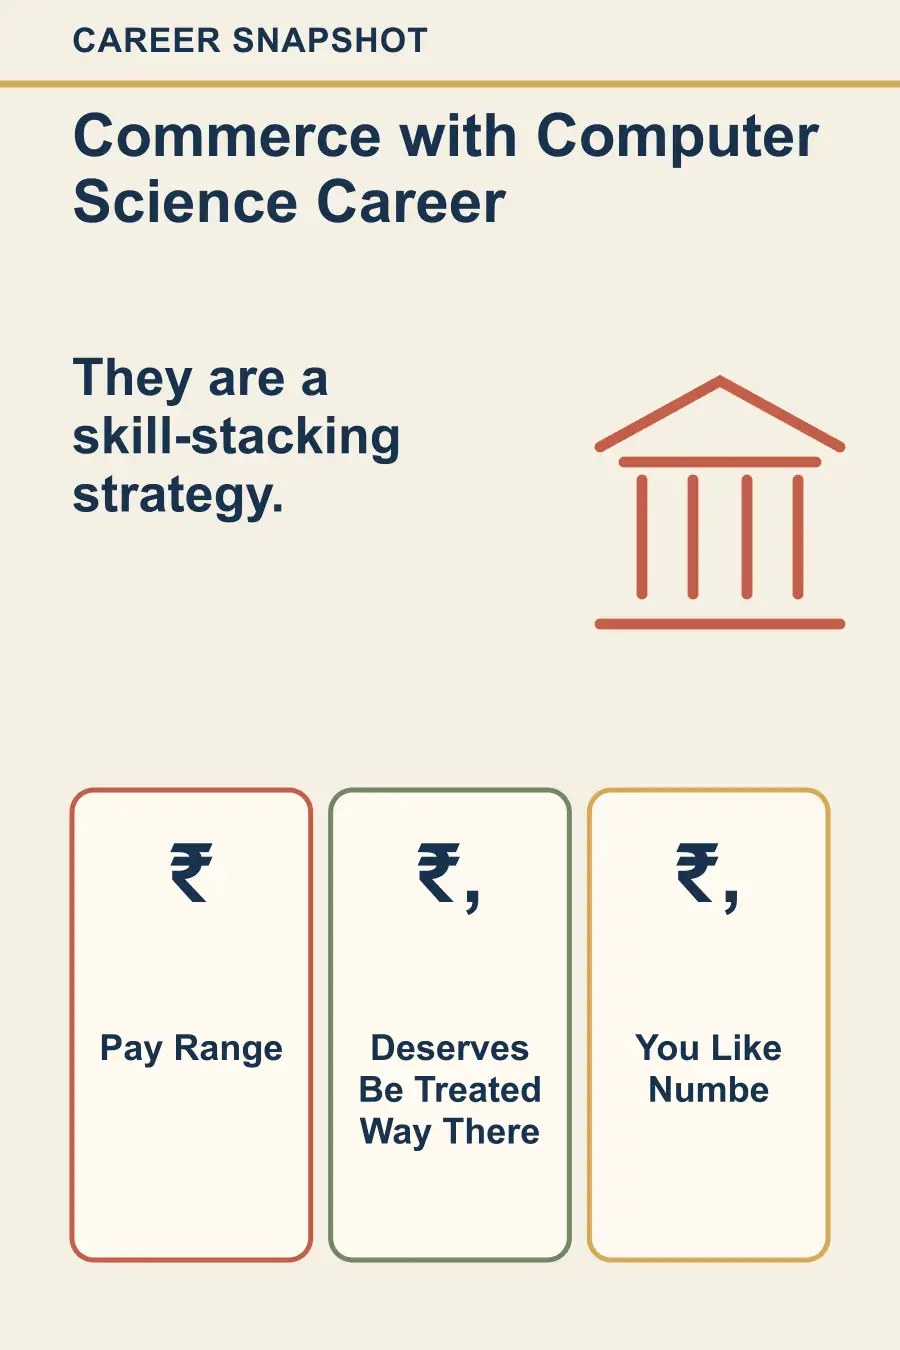 CAREER SNAPSHOT
Commerce with Computer
Science Career
They are a
skill-stacking
strategy.
₹
Pay Range
₹,
Deserves
Be Treated
Way There
₹,
You Like
Numbe